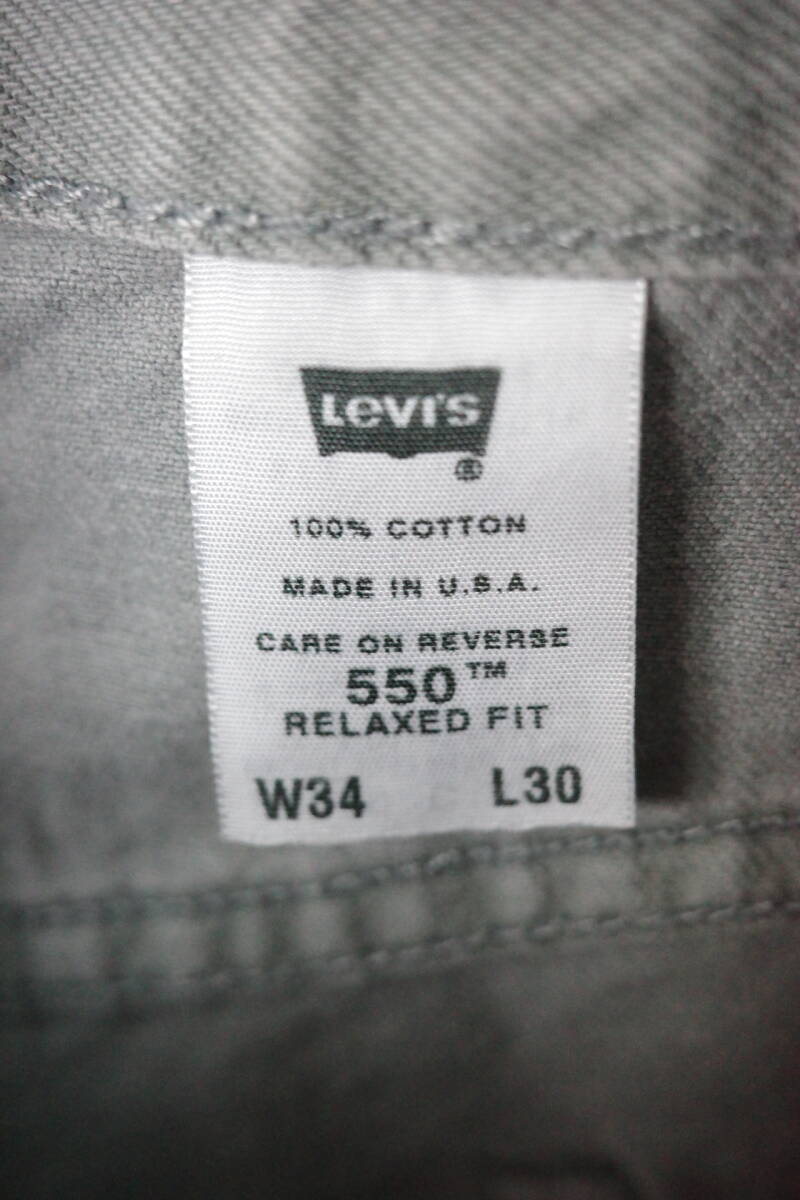 Levi's
®
100% COTTON
MADE IN U.S.A.
CARE ON REVERSE
550™
RELAXED FIT
W34 L30